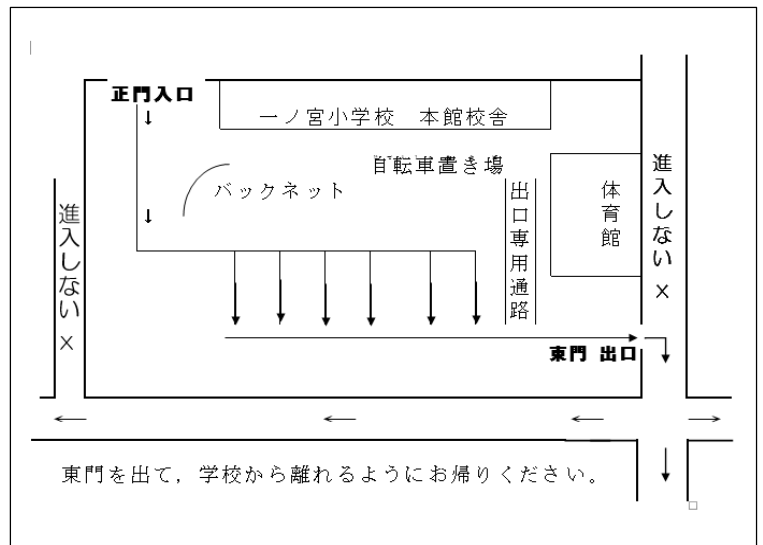 正門入口
一ノ宮小学校 本館校舎
自転車置き場
バックネット
出口専用通路
体育館
進入しない×
進入しない×
東門 出口
東門を出て，学校から離れるようにお帰りください。